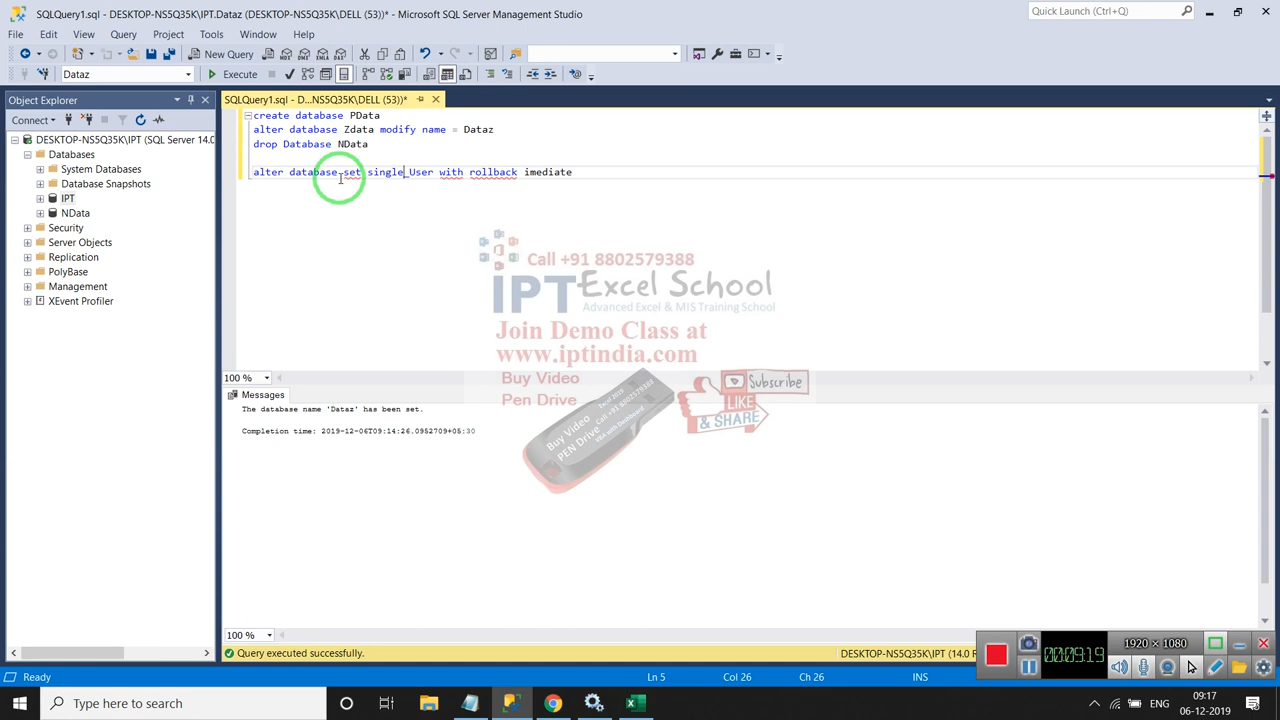 SQLQuery1.sql - DESKTOP-NS5Q35K\IPT.Dataz (DESKTOP-NS5Q35K\DELL (53))* - Microsoft SQL Server Management Studio
Quick Launch (Ctrl+Q)
File Edit View Query Project Tools Window Help
New Query
Dataz
Execute
Object Explorer
SQLQuery1.sql - D...NS5Q35K\DELL (53))*
Connect
DESKTOP-NS5Q35K\IPT (SQL Server 14.0
Databases
System Databases
Database Snapshots
IPT
NData
Security
Server Objects
Replication
PolyBase
Management
XEvent Profiler
create database PData
alter database Zdata modify name = Dataz
drop Database NData
alter database set single_User with rollback imediate
Call +91 8802579388
IPT Excel School
Advanced Excel & MIS Training School
Join Demo Class at
www.iptindia.com
Buy Video
Pen Drive
Subscribe
LIKE
& SHARE
Buy Video
PEN Drive
100 %
Messages
The database name 'Dataz' has been set.
Completion time: 2019-12-06T09:14:26.0952709+05:30
100 %
Query executed successfully.
DESKTOP-NS5Q35K\IPT (14.0
1920 × 1080
00:09:19
Ready
Ln 5
Col 26
Ch 26
INS
Type here to search
ENG
09:17
06-12-2019